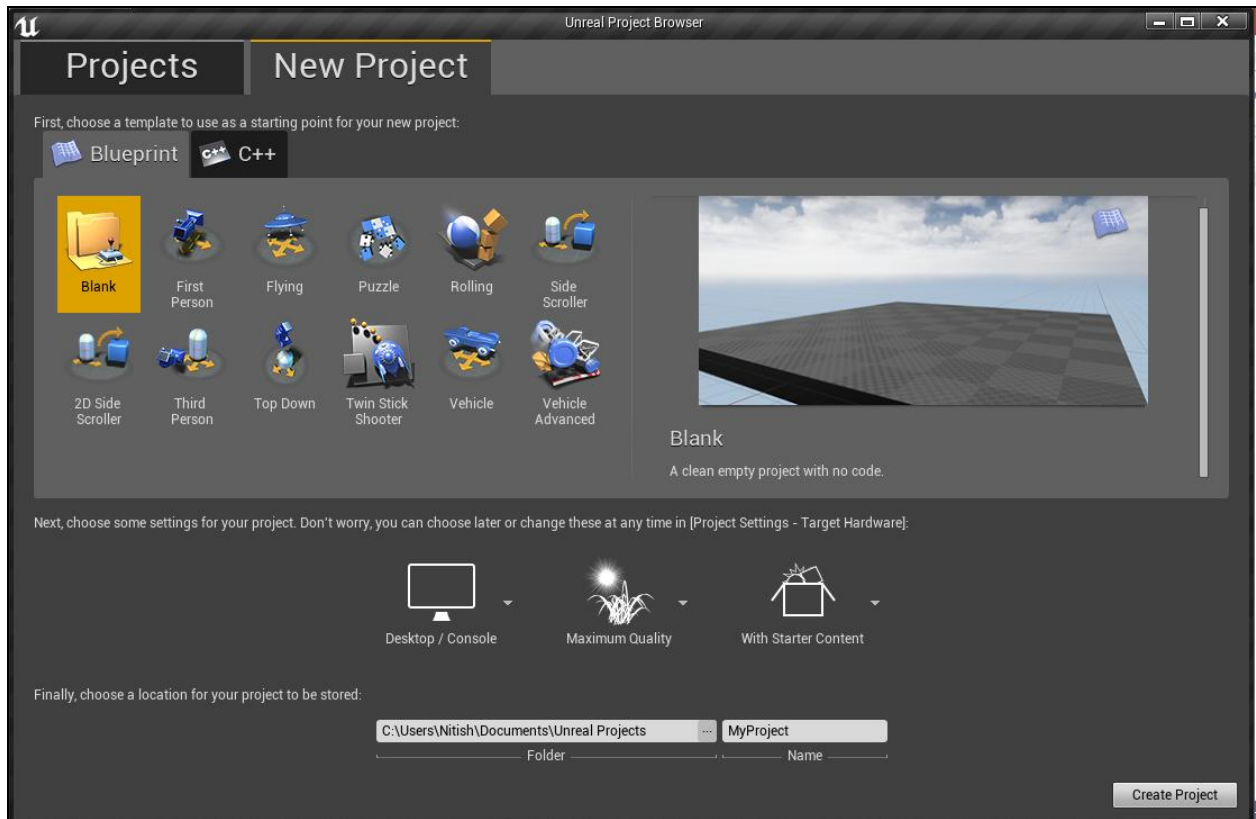 Unreal Project Browser
Projects
New Project
First, choose a template to use as a starting point for your new project:
Blueprint
C++
C++
Blank
First
Person
Flying
Puzzle
Rolling
Side
Scroller
2D Side
Scroller
Third
Person
Top Down
Twin Stick
Shooter
Vehicle
Vehicle
Advanced
Blank
A clean empty project with no code.
Next, choose some settings for your project. Don't worry, you can choose later or change these at any time in [Project Settings - Target Hardware]:
Desktop / Console
Maximum Quality
With Starter Content
Finally, choose a location for your project to be stored:
C:\Users\Nitish\Documents\Unreal Projects
...
MyProject
Folder
Name
Create Project